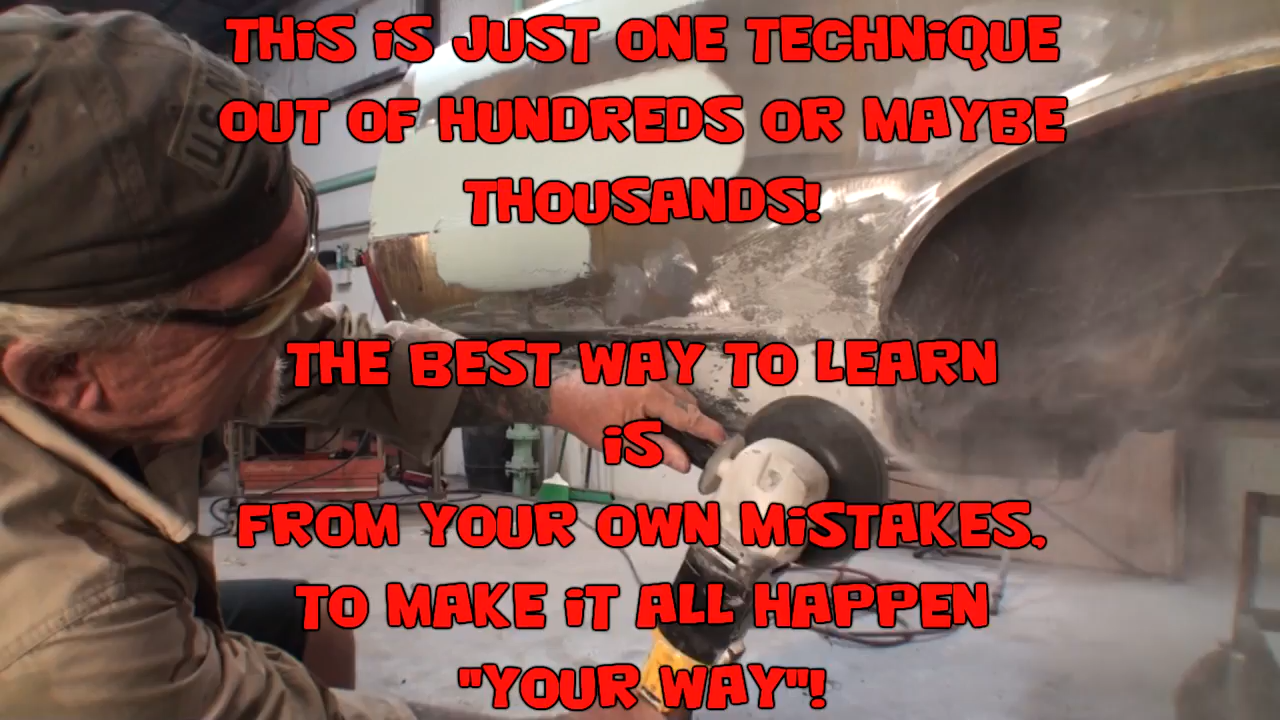 THiS iS JUST ONE TECHNiQUE
OUT OF HUNDREDS OR MAYBE
THOUSANDS!
THE BEST WAY TO LEARN
iS
FROM YOUR OWN MiSTAKES,
TO MAKE iT ALL HAPPEN
"YOUR WAY"!